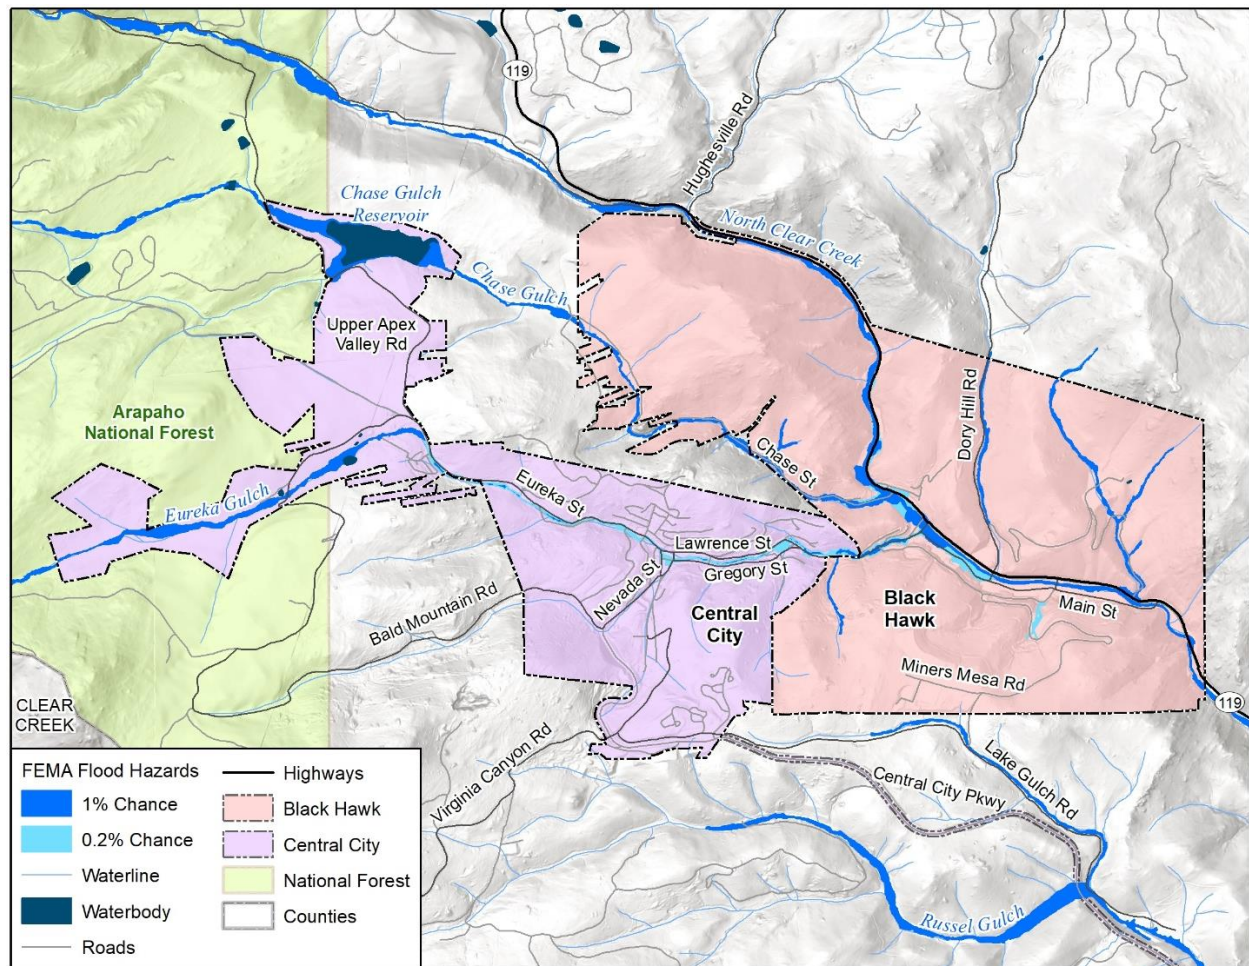 119
Hughesville Rd
Chase Gulch
Reservoir
North Clear Creek
Chase Gulch
Upper Apex
Valley Rd
Arapaho
National Forest
Dory Hill Rd
Chase St
Eureka Gulch
Eureka St
Lawrence St
Gregory St
Nevada St
Bald Mountain Rd
Central
City
Black
Hawk
Main St
Miners Mesa Rd
CLEAR
CREEK
119
Virginia Canyon Rd
Lake Gulch Rd
Central City Pkwy
Russel Gulch
FEMA Flood Hazards
1% Chance
0.2% Chance
Waterline
Waterbody
Roads
Highways
Black Hawk
Central City
National Forest
Counties